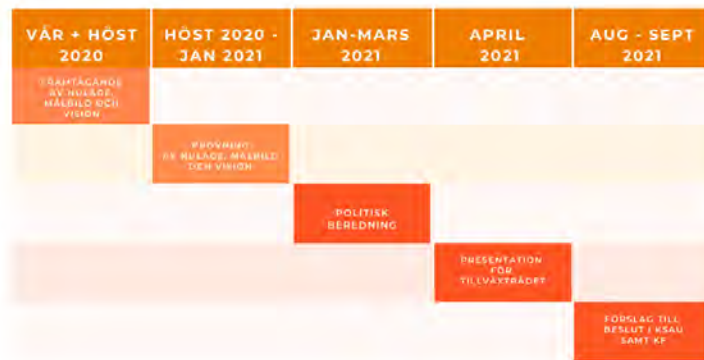 VÅR + HÖST
2020
HÖST 2020 -
JAN 2021
JAN-MARS
2021
APRIL
2021
AUG - SEPT
2021
FRAMTAGANDE
AV NULÄGE,
MÅLBILD OCH
VISION
PRÖVNING
AV NULÄGE, MÅLBILD
OCH VISION
POLITISK
BEREDNING
PRESENTATION
FÖR
TILLVÄXTRÅDET
FÖRSLAG TILL
BESLUT I KSAU
SAMT KF